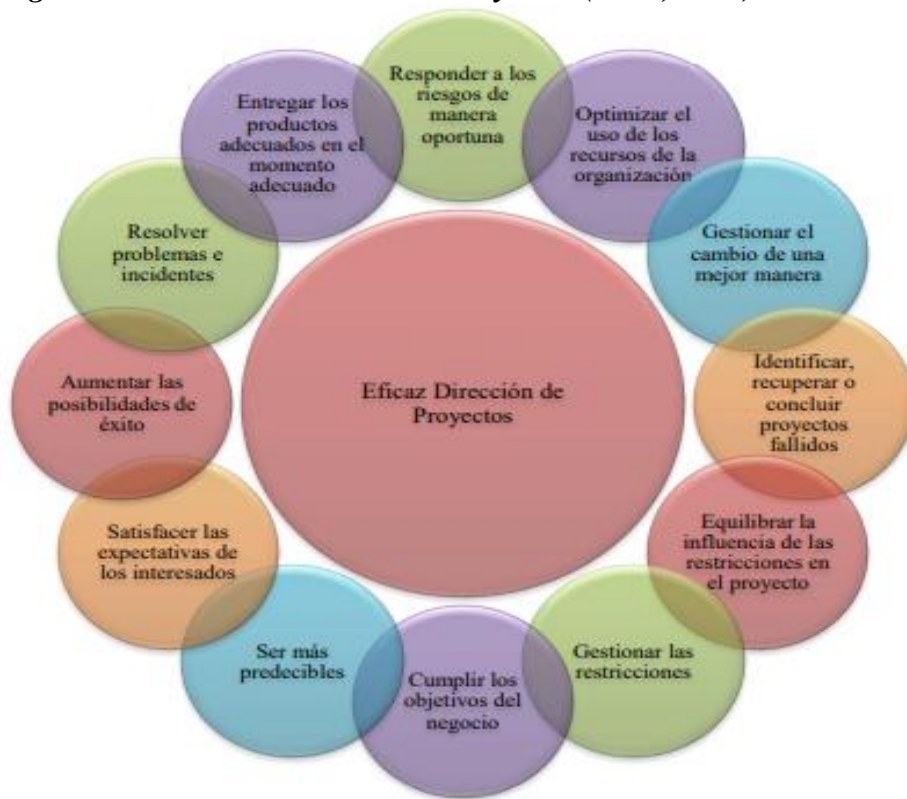 Responder a los
riesgos de
manera
oportuna
Optimizar el
uso de los
recursos de la
organización
Gestionar el
cambio de una
mejor manera
Identificar,
recuperar o
concluir
proyectos
fallidos
Equilibrar la
influencia de las
restricciones en
el proyecto
Gestionar las
restricciones
Cumplir los
objetivos del
negocio
Ser más
predecibles
Satisfacer las
expectativas de
los interesados
Aumentar las
posibilidades de
éxito
Resolver
problemas e
incidentes
Entregar los
productos
adecuados en el
momento
adecuado
Eficaz Dirección de
Proyectos